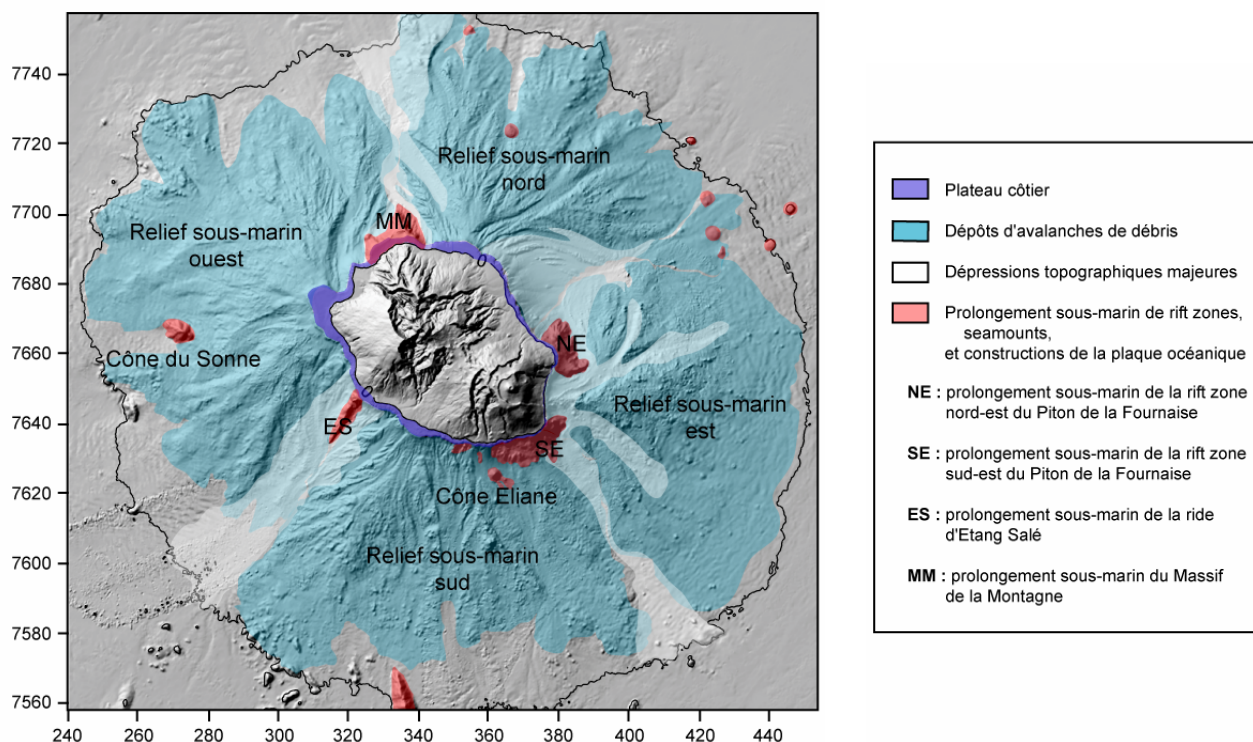 7740
7720
7700
7680
7660
7640
7620
7600
7580
7560
240
260
280
300
320
340
360
380
400
420
440
Relief sous-marin
nord
MM
Relief sous-marin
ouest
0
NE
Cône du Sonne
0
ES
Relief sous-marin
est
SE
Cône Eliane
Relief sous-marin
sud
Plateau côtier
Dépôts d'avalanches de débris
Dépressions topographiques majeures
Prolongement sous-marin de rift zones,
seamounts,
et constructions de la plaque océanique
NE : prolongement sous-marin de la rift zone
nord-est du Piton de la Fournaise
SE : prolongement sous-marin de la rift zone
sud-est du Piton de la Fournaise
ES : prolongement sous-marin de la ride
d'Etang Salé
MM : prolongement sous-marin du Massif
de la Montagne